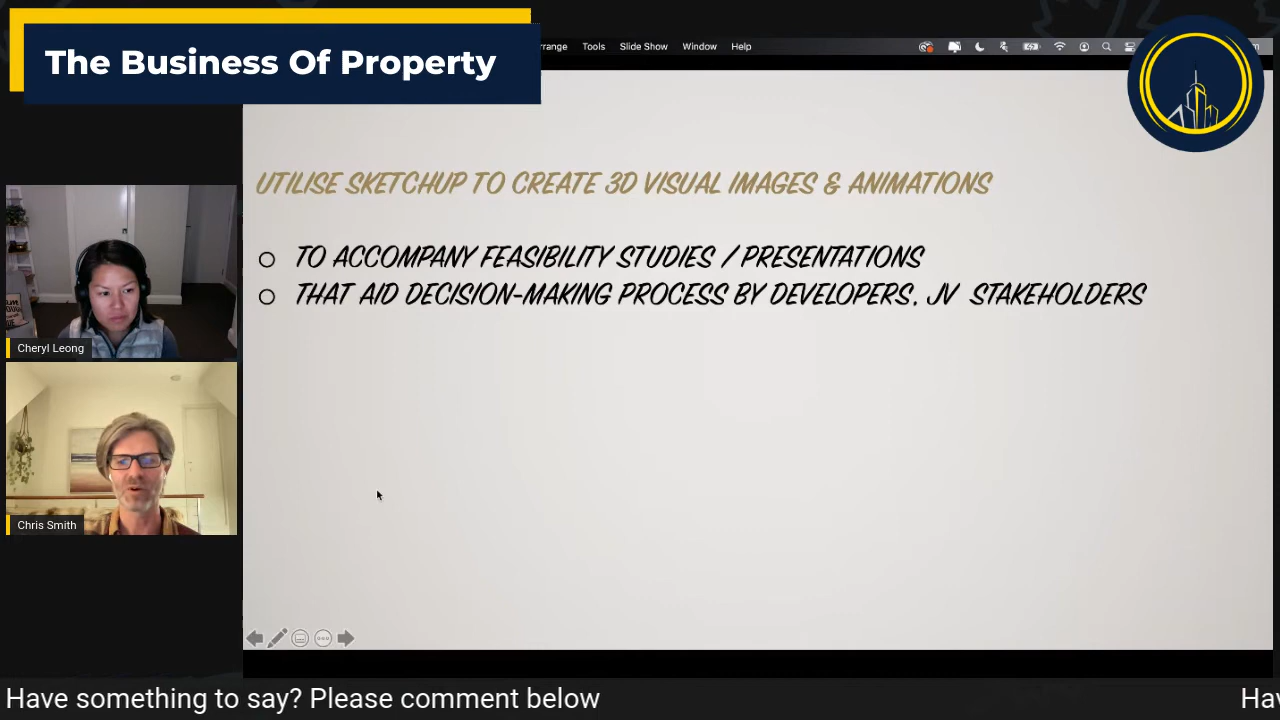 The Business Of Property
rrange Tools Slide Show Window Help
UTILISE SKETCHUP TO CREATE 3D VISUAL IMAGES & ANIMATIONS
TO ACCOMPANY FEASIBILITY STUDIES / PRESENTATIONS
THAT AID DECISION-MAKING PROCESS BY DEVELOPERS, JV STAKEHOLDERS
Cheryl Leong
Chris Smith
Have something to say? Please comment below
Hav